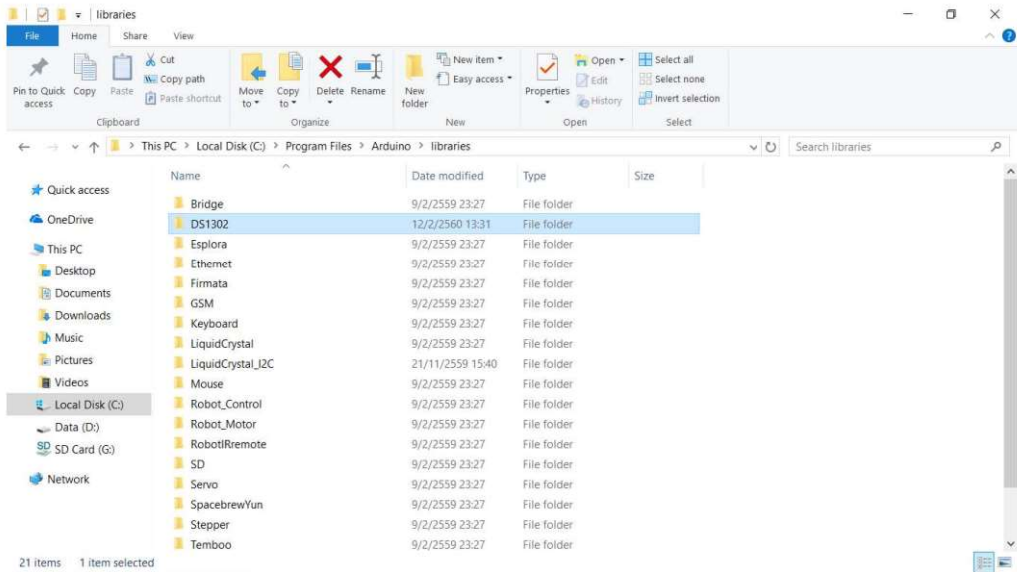 libraries
File Home Share View
Pin to Quick access
Copy
Paste
Cut
Copy path
Paste shortcut
Clipboard
Move to
Copy to
Delete
Rename
Organize
New folder
New item
Easy access
New
Properties
Open
Edit
History
Open
Select all
Select none
Invert selection
Select
This PC > Local Disk (C:) > Program Files > Arduino > libraries
Search libraries
Quick access
OneDrive
This PC
Desktop
Documents
Downloads
Music
Pictures
Videos
Local Disk (C:)
Data (D:)
SD Card (G:)
Network
Name Date modified Type Size
Bridge 9/2/2559 23:27 File folder
DS1302 12/2/2560 13:31 File folder
Esplora 9/2/2559 23:27 File folder
Ethernet 9/2/2559 23:27 File folder
Firmata 9/2/2559 23:27 File folder
GSM 9/2/2559 23:27 File folder
Keyboard 9/2/2559 23:27 File folder
LiquidCrystal 9/2/2559 23:27 File folder
LiquidCrystal_I2C 21/11/2559 15:40 File folder
Mouse 9/2/2559 23:27 File folder
Robot_Control 9/2/2559 23:27 File folder
Robot_Motor 9/2/2559 23:27 File folder
RobotIRremote 9/2/2559 23:27 File folder
SD 9/2/2559 23:27 File folder
Servo 9/2/2559 23:27 File folder
SpacebrewYun 9/2/2559 23:27 File folder
Stepper 9/2/2559 23:27 File folder
Temboo 9/2/2559 23:27 File folder
21 items 1 item selected